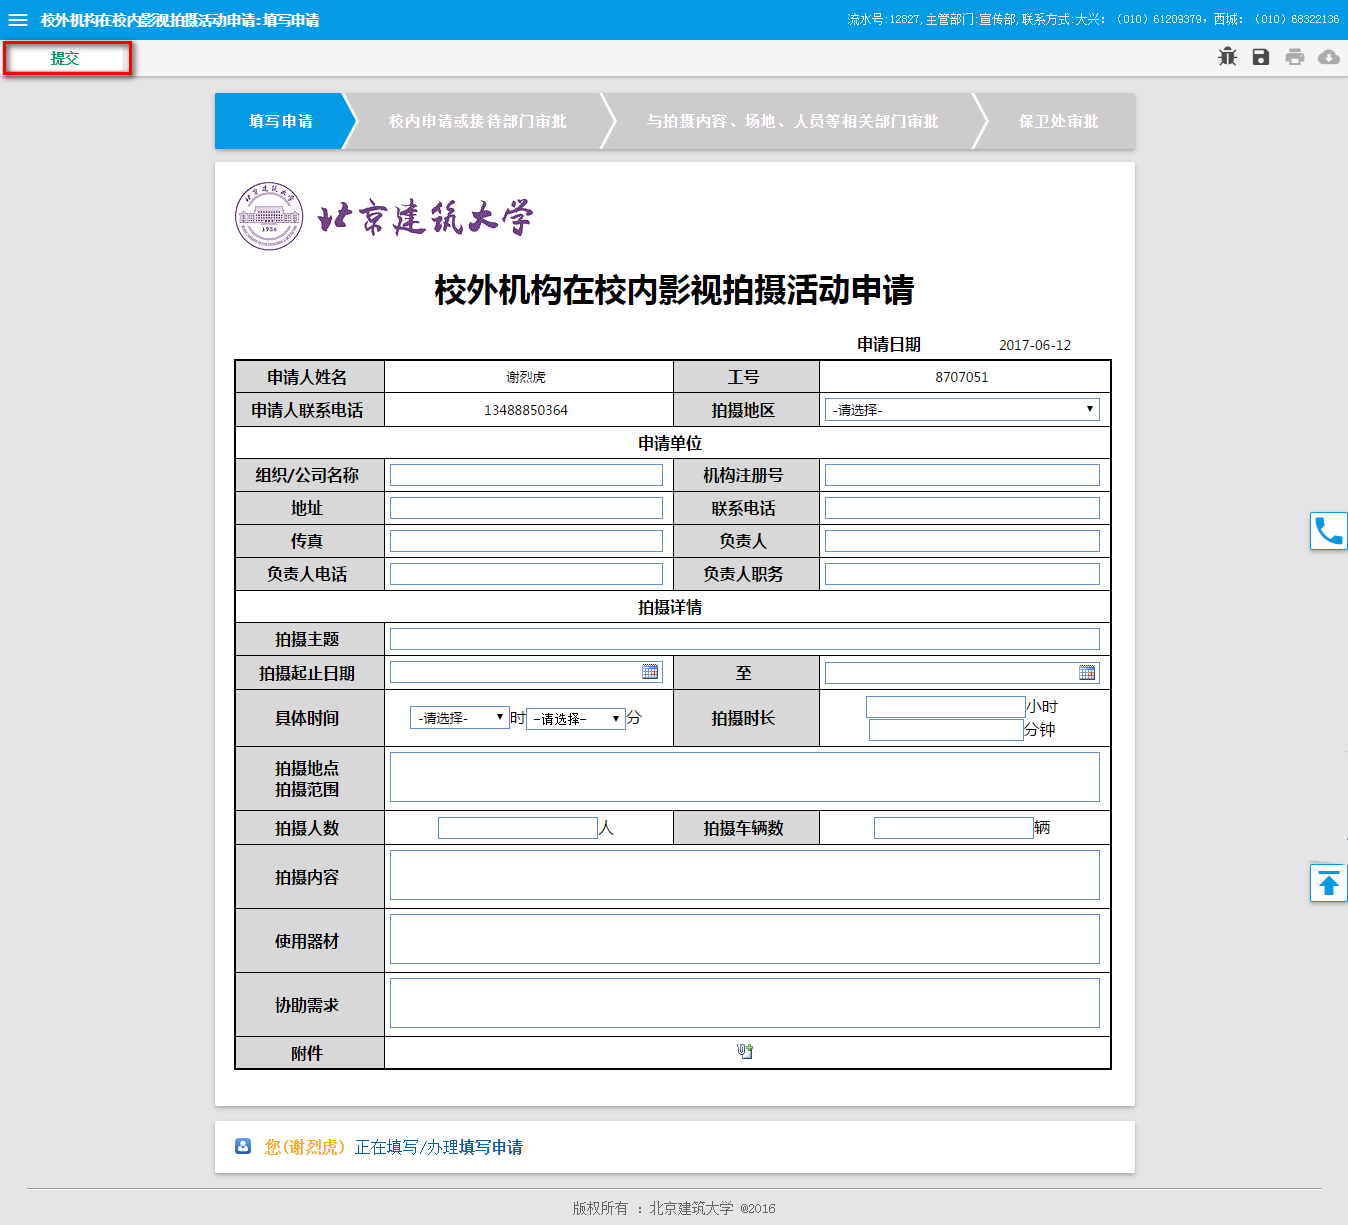 校外机构在校内影视拍摄活动申请:填写申请
流水号:12827,主管部门:宣传部,联系方式:大兴：（010）61209379，西城：（010）68322136
提交
填写申请
校内申请或接待部门审批
与拍摄内容、场地、人员等相关部门审批
保卫处审批
1936
北京建筑大学
校外机构在校内影视拍摄活动申请
申请日期 2017-06-12
申请人姓名 谢烈虎 工号 8707051
申请人联系电话 13488850364 拍摄地区 -请选择-
申请单位
组织/公司名称 机构注册号
地址 联系电话
传真 负责人
负责人电话 负责人职务
拍摄详情
拍摄主题
拍摄起止日期 至
具体时间 -请选择- 时 -请选择- 分 拍摄时长 小时
分钟
拍摄地点
拍摄范围
拍摄人数 人 拍摄车辆数 辆
拍摄内容
使用器材
协助需求
附件
您(谢烈虎) 正在填写/办理填写申请
版权所有 ：北京建筑大学 @2016